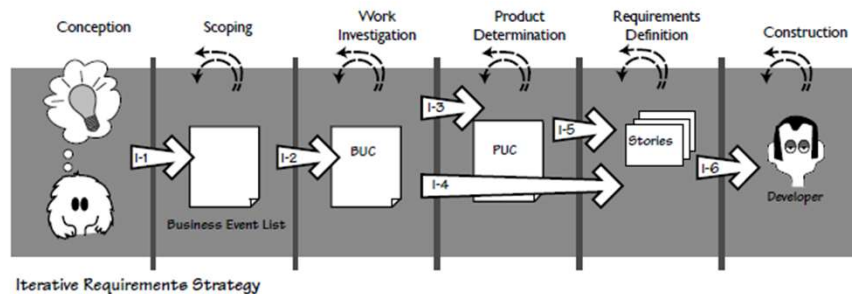 Conception
Scoping
Work
Investigation
Product
Determination
Requirements
Definition
Construction
I-1
I-2
I-3
I-4
I-5
I-6
Business Event List
BUC
PUC
Stories
Developer
Iterative Requirements Strategy